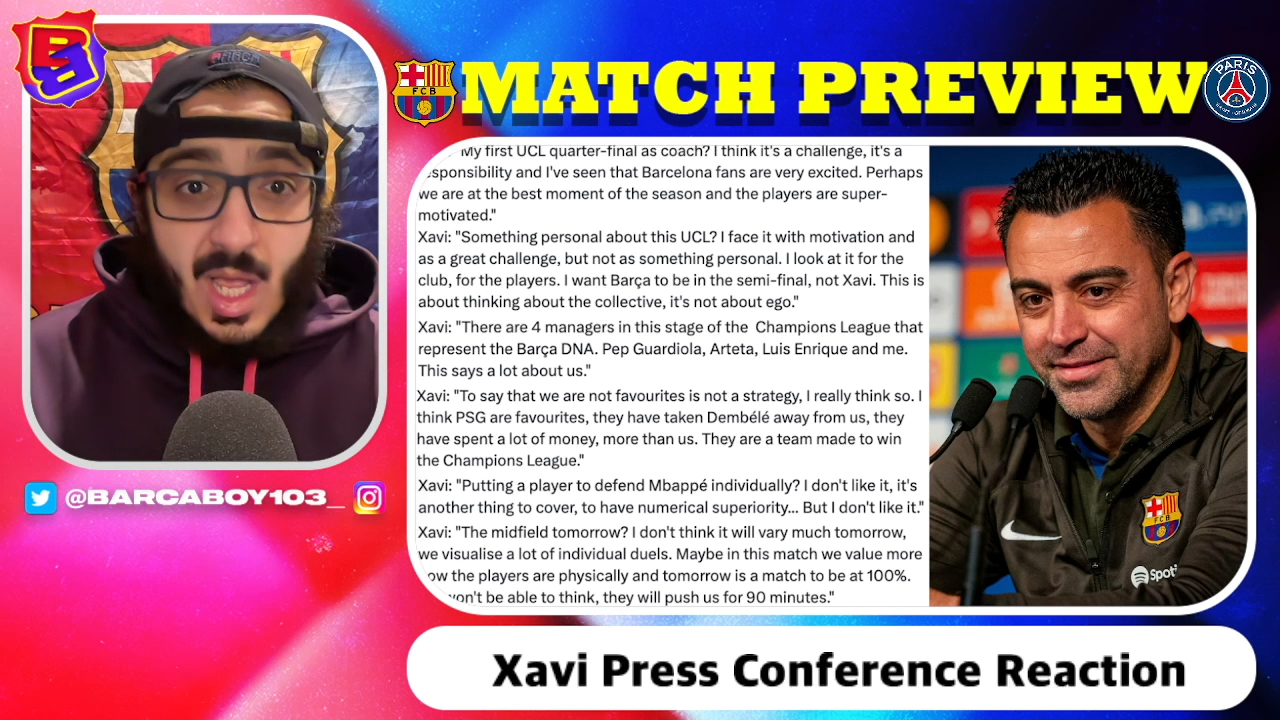 MATCH PREVIEW
FCB
PARIS
FCB
My first UCL quarter-final as coach? I think it's a challenge, it's a
responsibility and I've seen that Barcelona fans are very excited. Perhaps
we are at the best moment of the season and the players are super-
motivated."
Xavi: "Something personal about this UCL? I face it with motivation and
as a great challenge, but not as something personal. I look at it for the
club, for the players. I want Barça to be in the semi-final, not Xavi. This is
about thinking about the collective, it's not about ego."
Xavi: "There are 4 managers in this stage of the Champions League that
represent the Barça DNA. Pep Guardiola, Arteta, Luis Enrique and me.
This says a lot about us."
Xavi: "To say that we are not favourites is not a strategy, I really think so. I
think PSG are favourites, they have taken Dembélé away from us, they
have spent a lot of money, more than us. They are a team made to win
the Champions League."
Xavi: "Putting a player to defend Mbappé individually? I don't like it, it's
another thing to cover, to have numerical superiority... But I don't like it."
Xavi: "The midfield tomorrow? I don't think it will vary much tomorrow,
we visualise a lot of individual duels. Maybe in this match we value more
how the players are physically and tomorrow is a match to be at 100%.
won't be able to think, they will push us for 90 minutes."
Spot
@BARCABOY103_
Xavi Press Conference Reaction